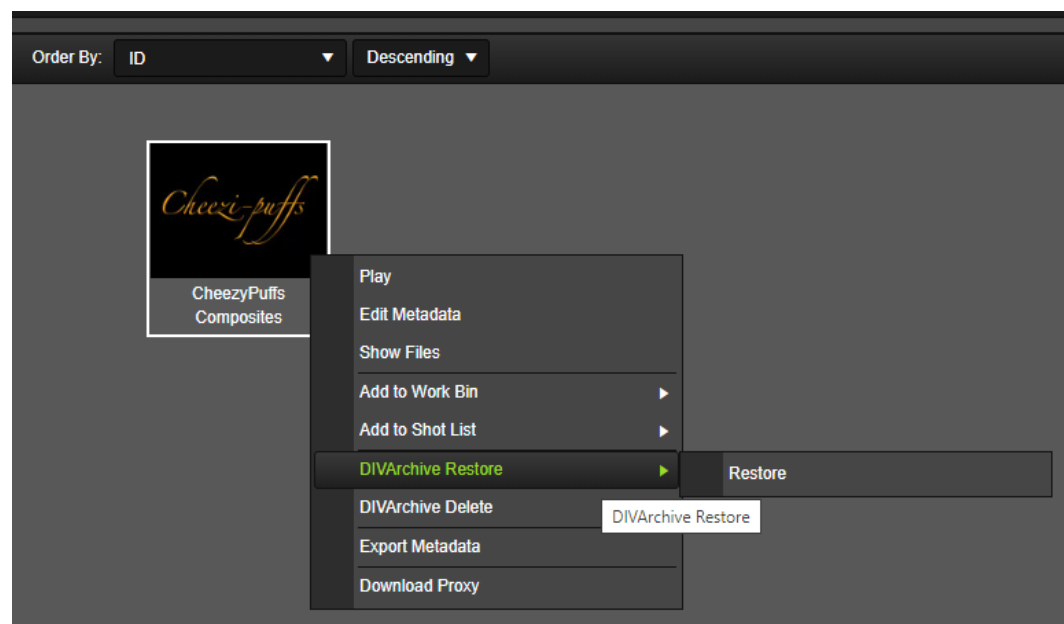 Order By: ID Descending
Cheezi-puffs
CheezyPuffs
Composites
Play
Edit Metadata
Show Files
Add to Work Bin
Add to Shot List
DIVArchive Restore
Restore
DIVArchive Delete
DIVArchive Restore
Export Metadata
Download Proxy